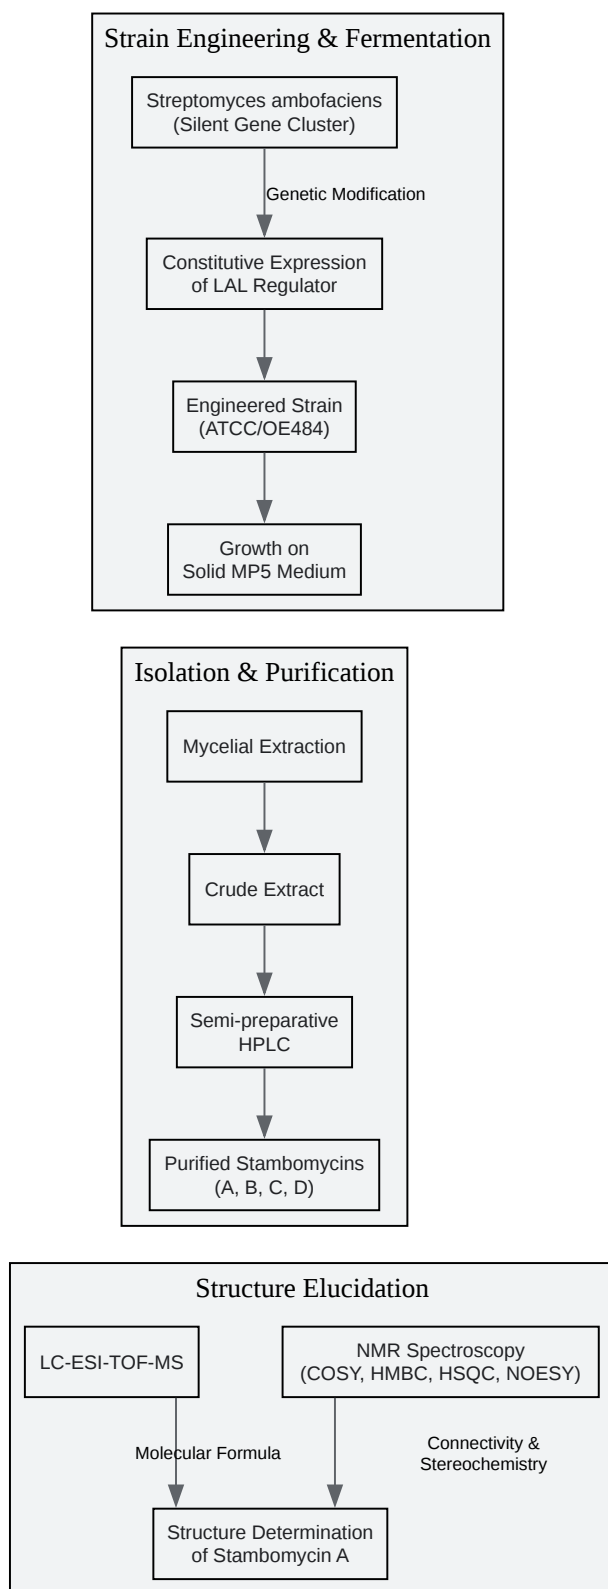 Strain Engineering & Fermentation
Streptomyces ambofaciens
(Silent Gene Cluster)
Genetic Modification
Constitutive Expression
of LAL Regulator
Engineered Strain
(ATCC/OE484)
Growth on
Solid MP5 Medium
Isolation & Purification
Mycelial Extraction
Crude Extract
Semi-preparative
HPLC
Purified Stambomycins
(A, B, C, D)
Structure Elucidation
LC-ESI-TOF-MS
NMR Spectroscopy
(COSY, HMBC, HSQC, NOESY)
Molecular Formula
Connectivity &
Stereochemistry
Structure Determination
of Stambomycin A